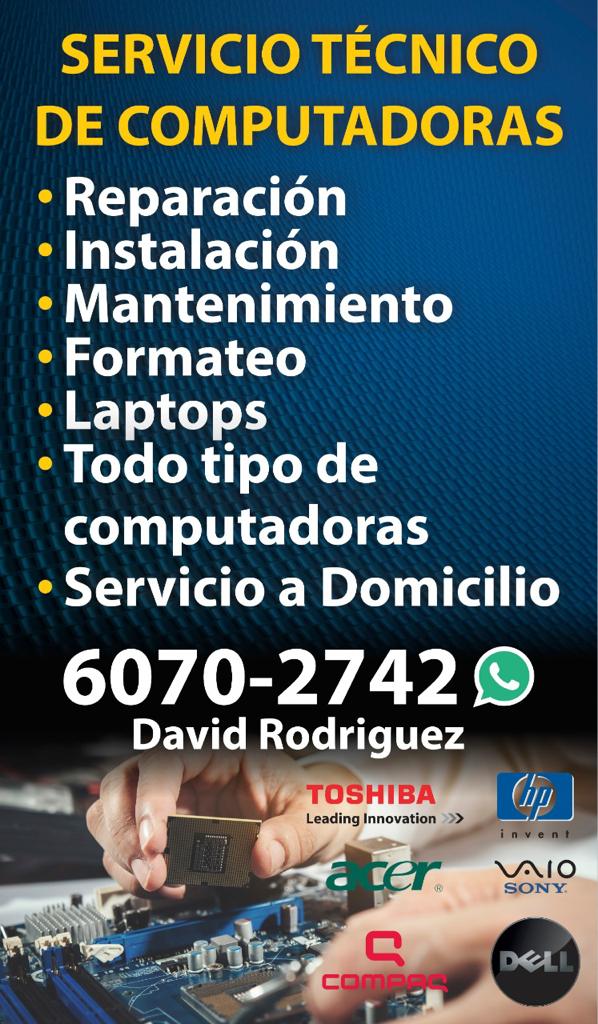 SERVICIO TÉCNICO
DE COMPUTADORAS
• Reparación
• Instalación
• Mantenimiento
• Formateo
• Laptops
• Todo tipo de
computadoras
• Servicio a Domicilio
6070-2742
David Rodriguez
TOSHIBA
Leading Innovation >>>
hp
invent
acer®
VAIO
SONY
COMPAQ
DELL